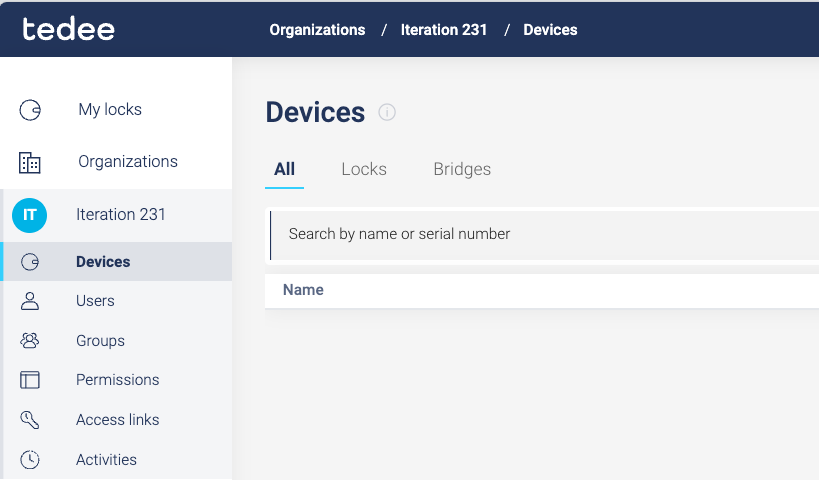 tedee
Organizations / Iteration 231 / Devices
My locks
Organizations
IT Iteration 231
Devices
Users
Groups
Permissions
Access links
Activities
Devices
All Locks Bridges
Search by name or serial number
Name